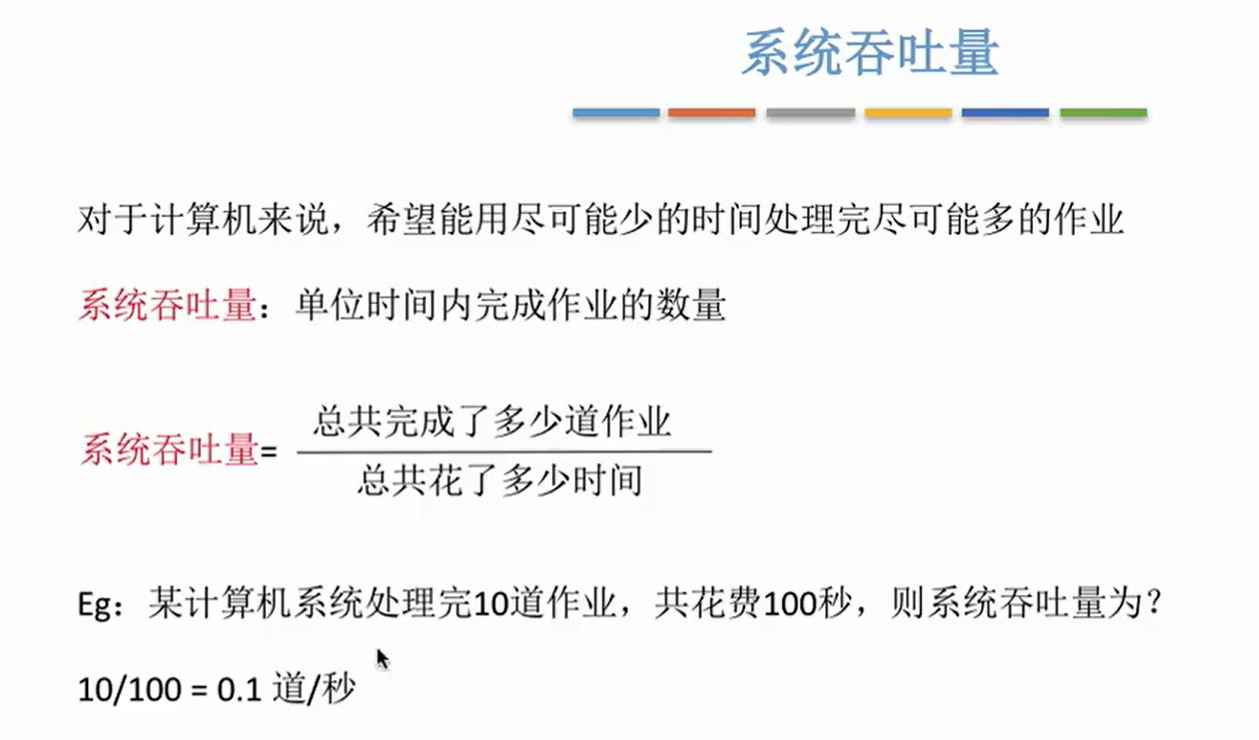 系统吞吐量
对于计算机来说，希望能用尽可能少的时间处理完尽可能多的作业
系统吞吐量：单位时间内完成作业的数量
系统吞吐量=
总共完成了多少道作业
总共花了多少时间
Eg：某计算机系统处理完10道作业，共花费100秒，则系统吞吐量为？
10/100 = 0.1 道/秒